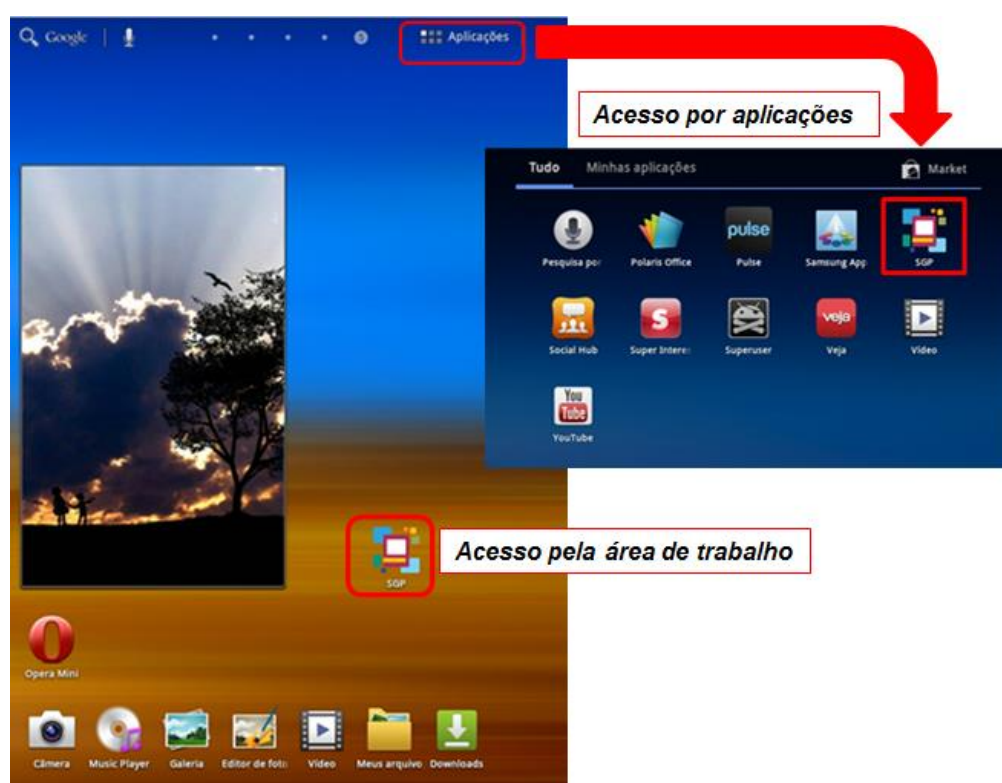 Google
Aplicações
Acesso por aplicações
Tudo Minhas aplicações Market
pulse
Pesquisa por Polaris Office Pulse Samsung App SGP
S veja
Social Hub Super Interes Superuser Veja Vídeo
You
Tube
YouTube
SGP
Acesso pela área de trabalho
Opera Mini
Câmera Music Player Galeria Editor de foto Vídeo Meus arquivo Downloads